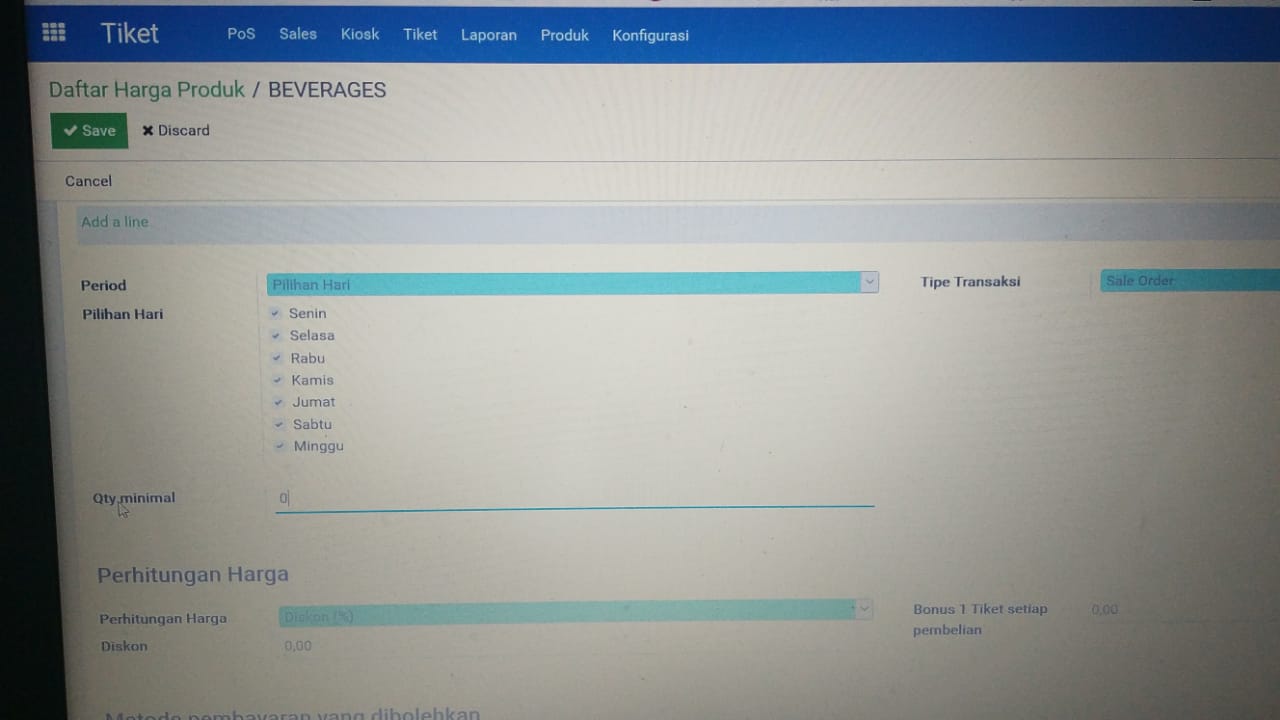 Tiket PoS Sales Kiosk Tiket Laporan Produk Konfigurasi
Daftar Harga Produk / BEVERAGES
Save Discard
Cancel
Add a line
Period Pilihan Hari Tipe Transaksi Sale Order
Pilihan Hari Senin
Selasa
Rabu
Kamis
Jumat
Sabtu
Minggu
Qty minimal 0
Perhitungan Harga
Perhitungan Harga Diskon (%) Bonus 1 Tiket setiap 0,00
pembelian
Diskon 0,00
Metode pembayaran yang dibolehkan